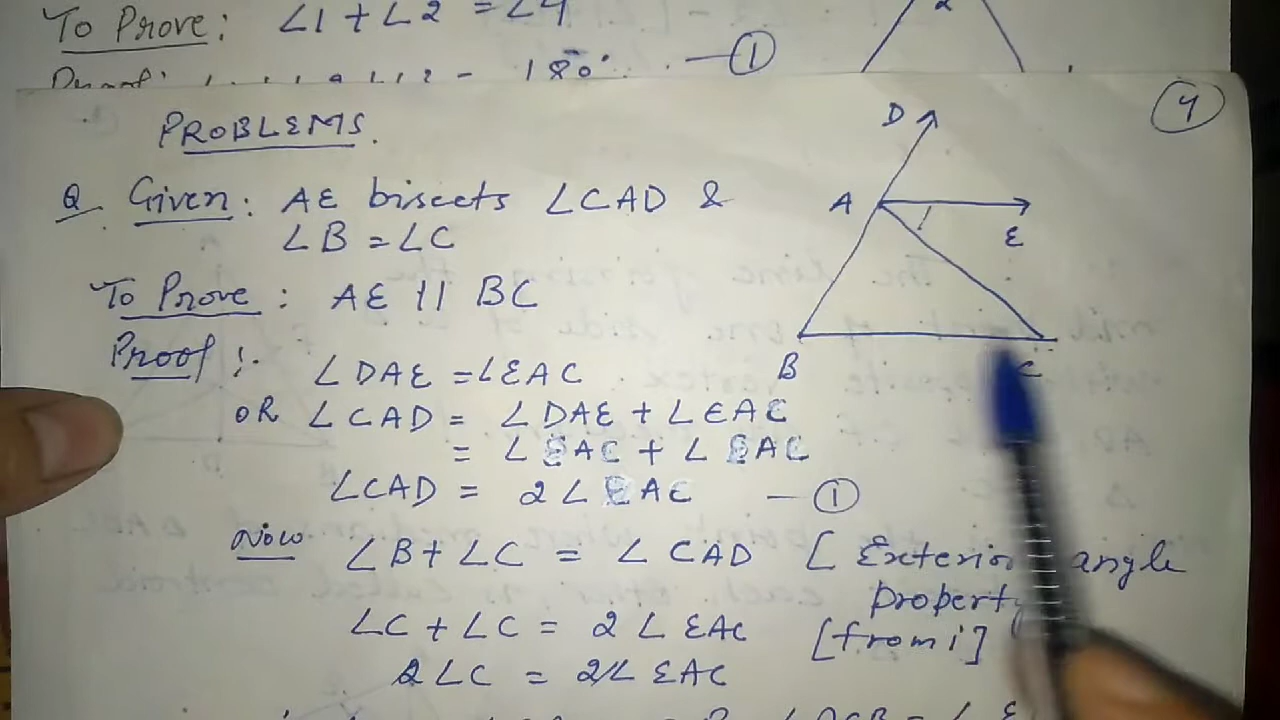 To Prove: ∠1 + ∠2 = ∠4
180° —①
④
PROBLEMS.
Q Given: AE bisects ∠CAD &
∠B = ∠C
To Prove: AE || BC
Proof :-
∠DAE = ∠EAC
OR ∠CAD = ∠DAE + ∠EAC
= ∠EAC + ∠EAC
∠CAD = 2∠EAC —①
Now ∠B + ∠C = ∠CAD [Exterior angle
property
∠C + ∠C = 2∠EAC [from i]
2∠C = 2∠EAC
D
A
E
B
C